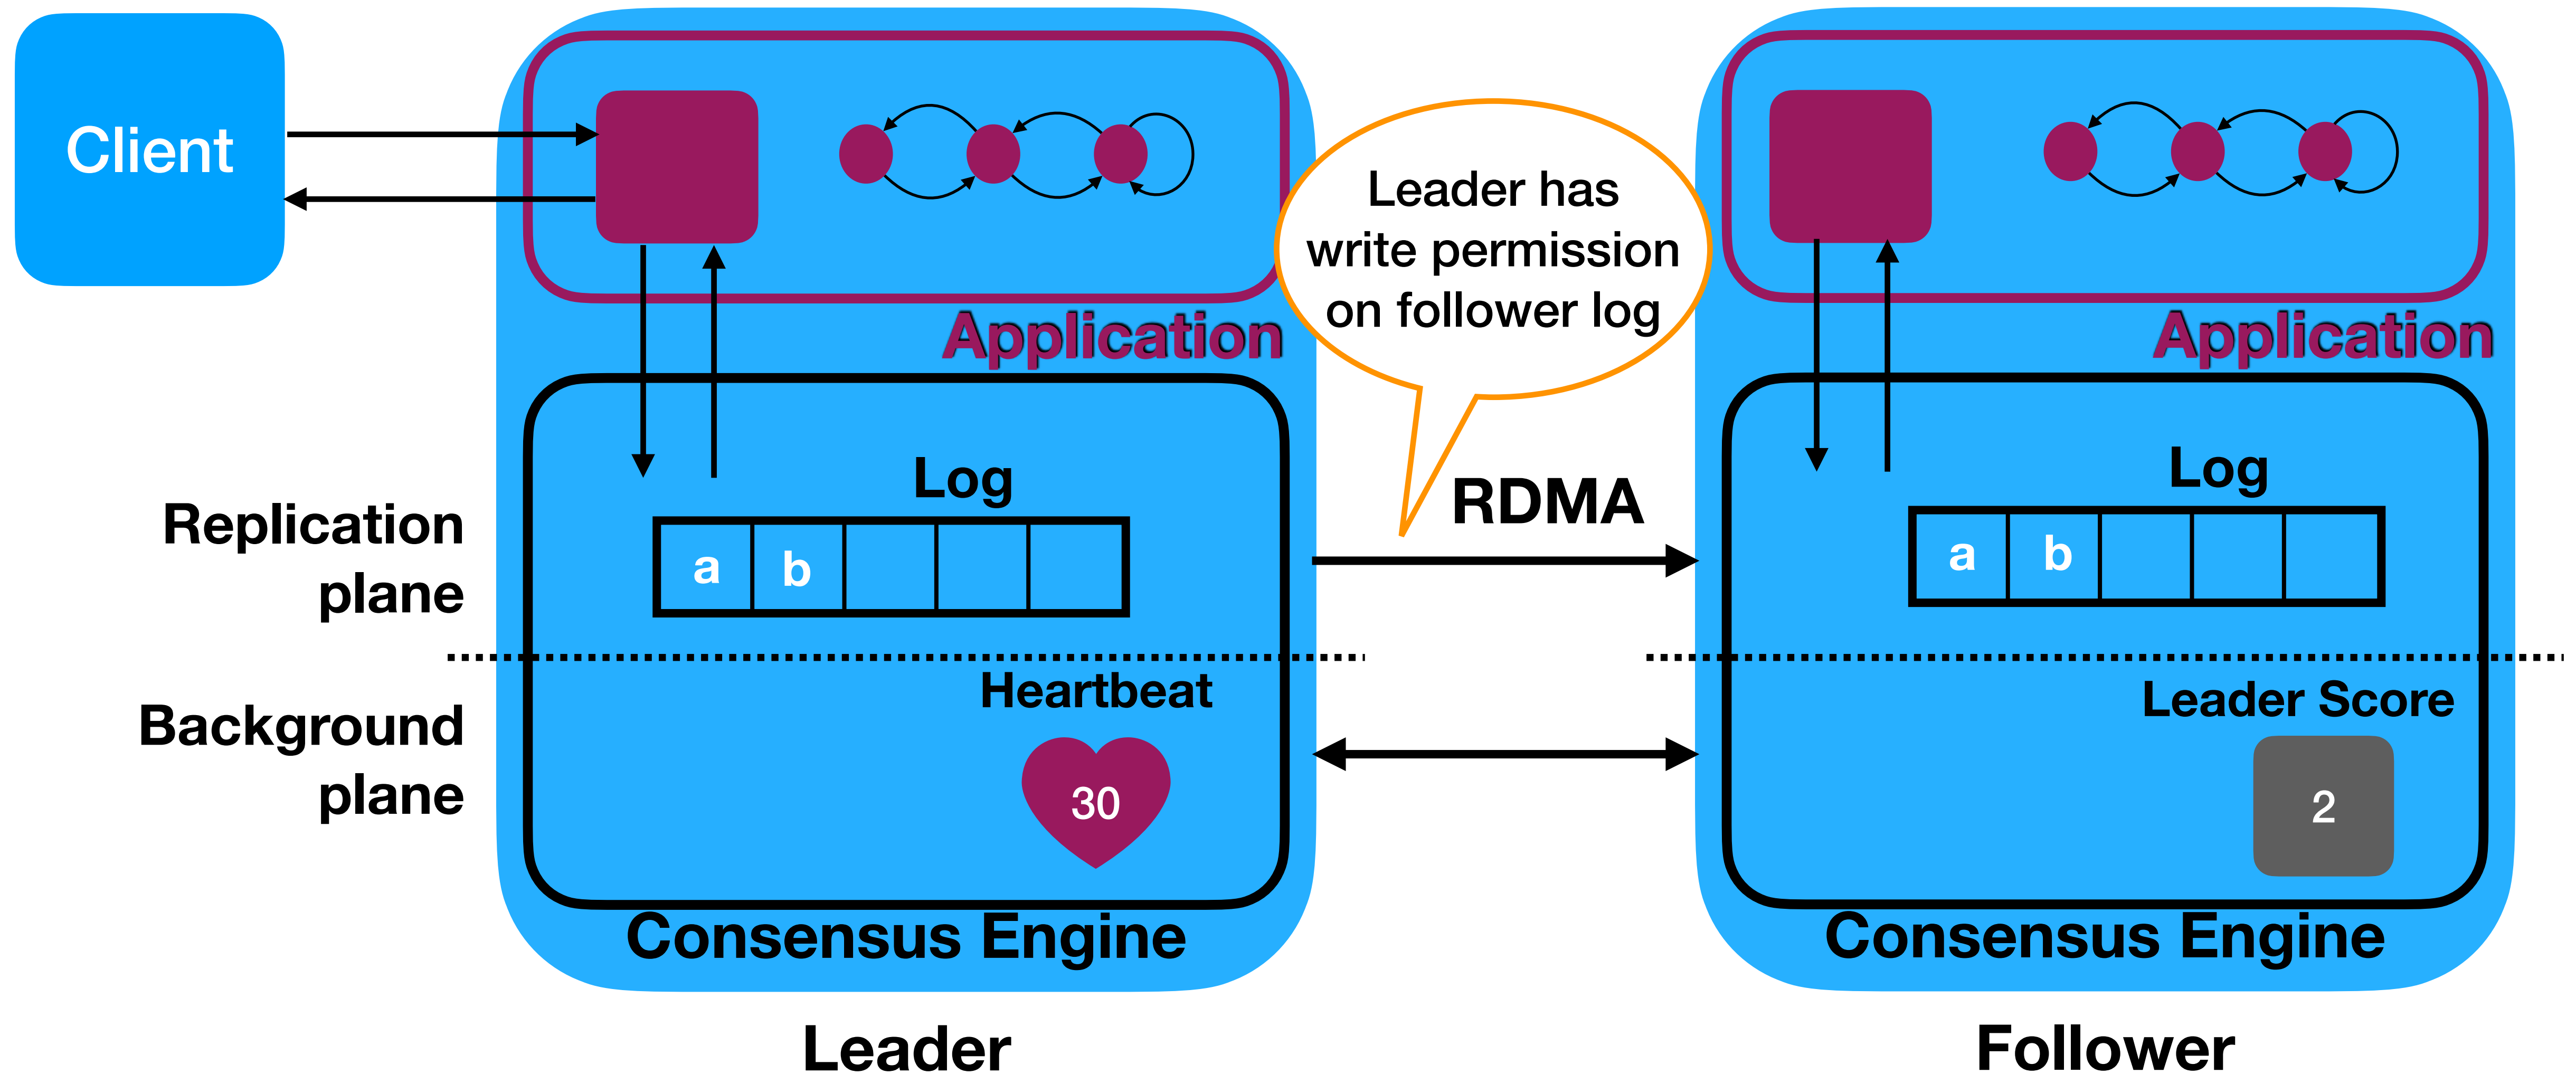 Client
Leader has
write permission
on follower log
Application
Application
Log
Log
RDMA
Replication
plane
a b
a b
Heartbeat
Leader Score
Background
plane
30
2
Consensus Engine
Consensus Engine
Leader
Follower